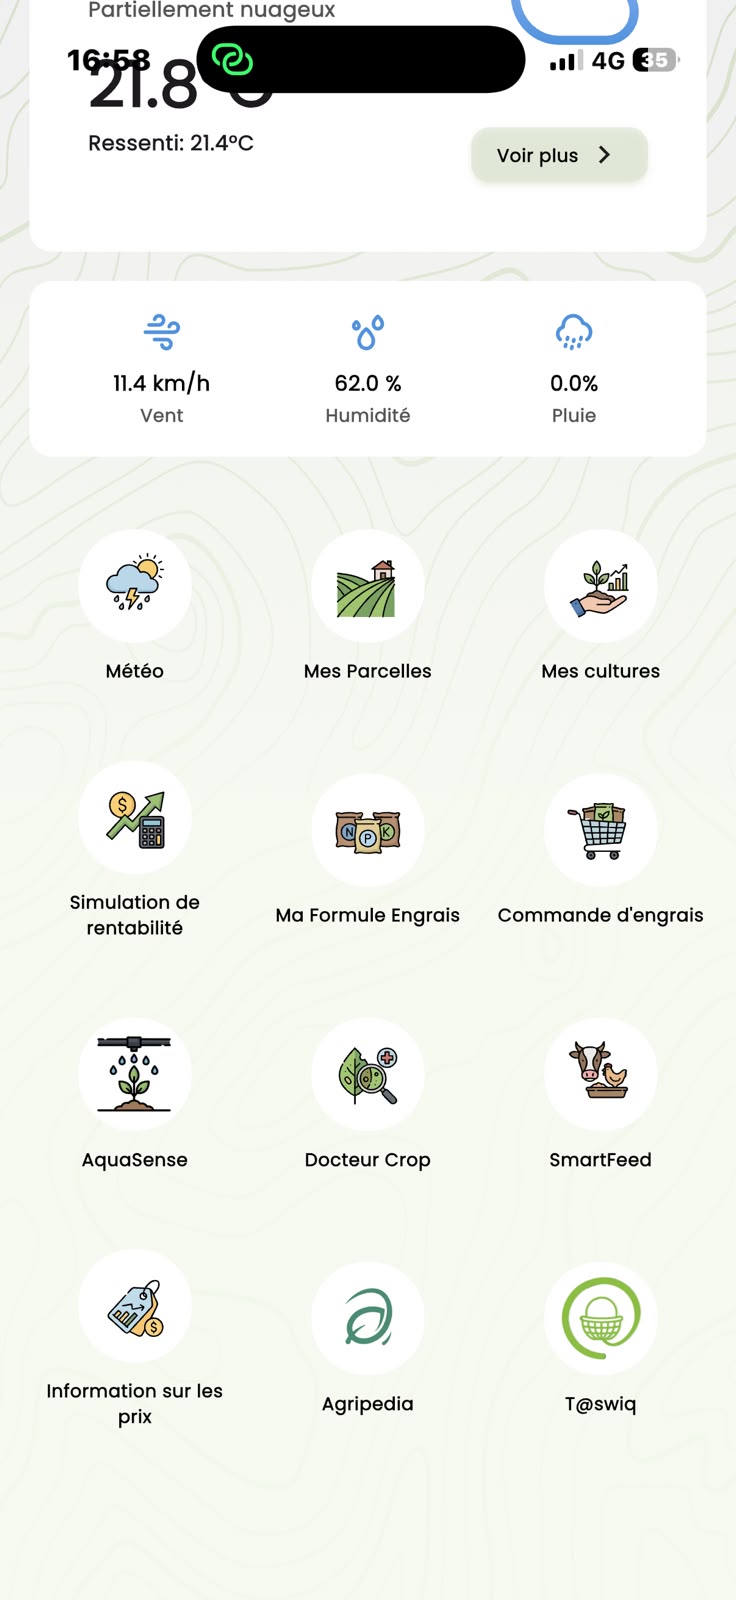 Partiellement nuageux
16:58
4G 35
21.8°C
Ressenti: 21.4°C
Voir plus
11.4 km/h
62.0 %
0.0%
Vent
Humidité
Pluie
Météo
Mes Parcelles
Mes cultures
$
N P K
Simulation de
rentabilité
Ma Formule Engrais
Commande d'engrais
AquaSense
Docteur Crop
SmartFeed
$
Information sur les
prix
Agripedia
T@swiq